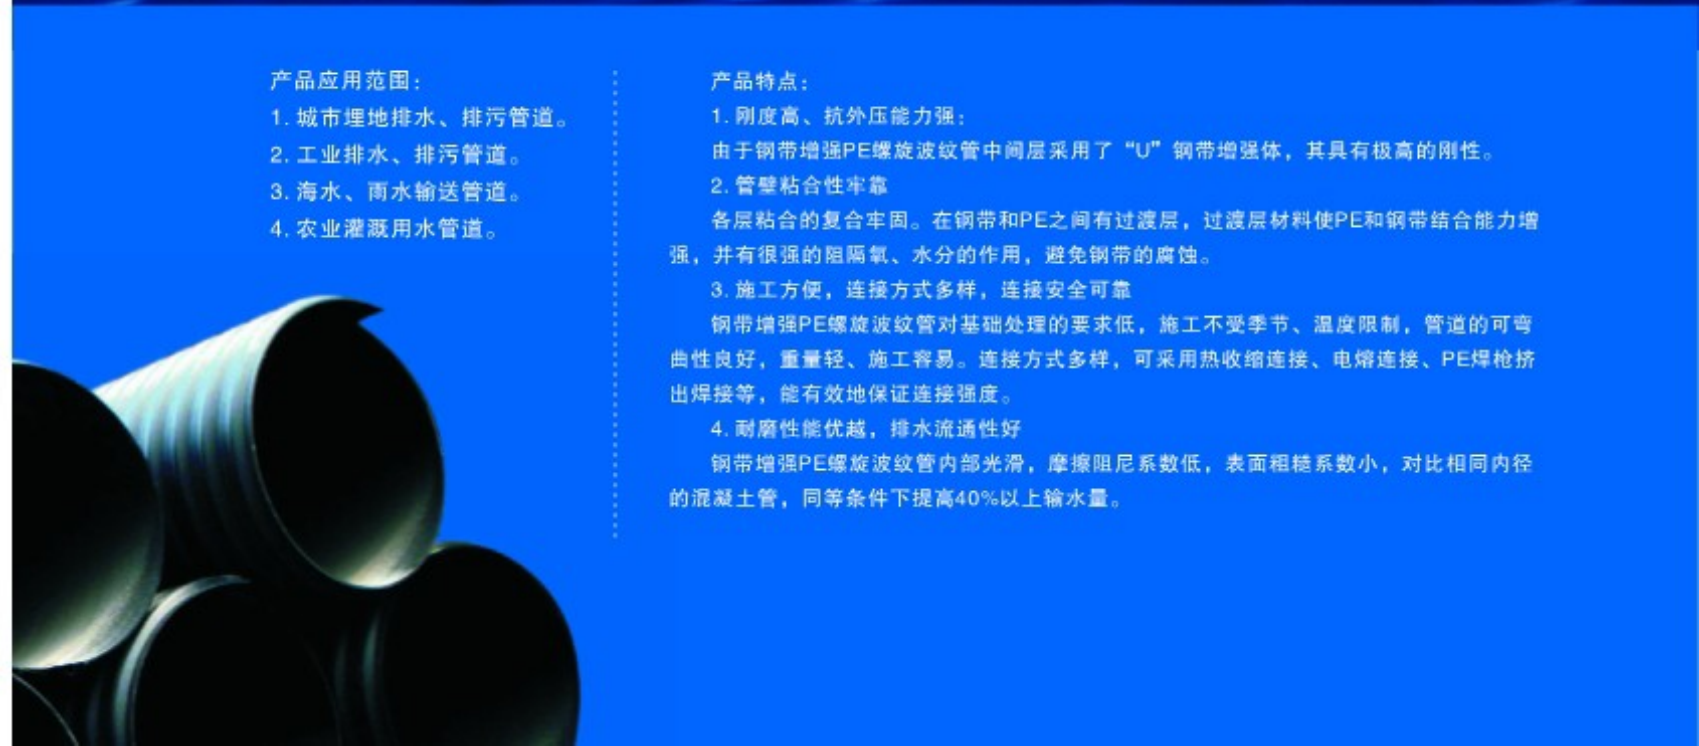 产品应用范围：
1. 城市埋地排水、排污管道。
2. 工业排水、排污管道。
3. 海水、雨水输送管道。
4. 农业灌溉用水管道。
产品特点：
1. 刚度高、抗外压能力强：
由于钢带增强PE螺旋波纹管中间层采用了“U”钢带增强体，其具有极高的刚性。
2. 管壁粘合性牢靠
各层粘合的复合牢固。在钢带和PE之间有过渡层，过渡层材料使PE和钢带结合能力增
强，并有很强的阻隔氧、水分的作用，避免钢带的腐蚀。
3. 施工方便，连接方式多样，连接安全可靠
钢带增强PE螺旋波纹管对基础处理的要求低，施工不受季节、温度限制，管道的可弯
曲性良好，重量轻、施工容易。连接方式多样，可采用热收缩连接、电熔连接、PE焊枪挤
出焊接等，能有效地保证连接强度。
4. 耐磨性能优越，排水流通性好
钢带增强PE螺旋波纹管内部光滑，摩擦阻尼系数低，表面粗糙系数小，对比相同内径
的混凝土管，同等条件下提高40%以上输水量。